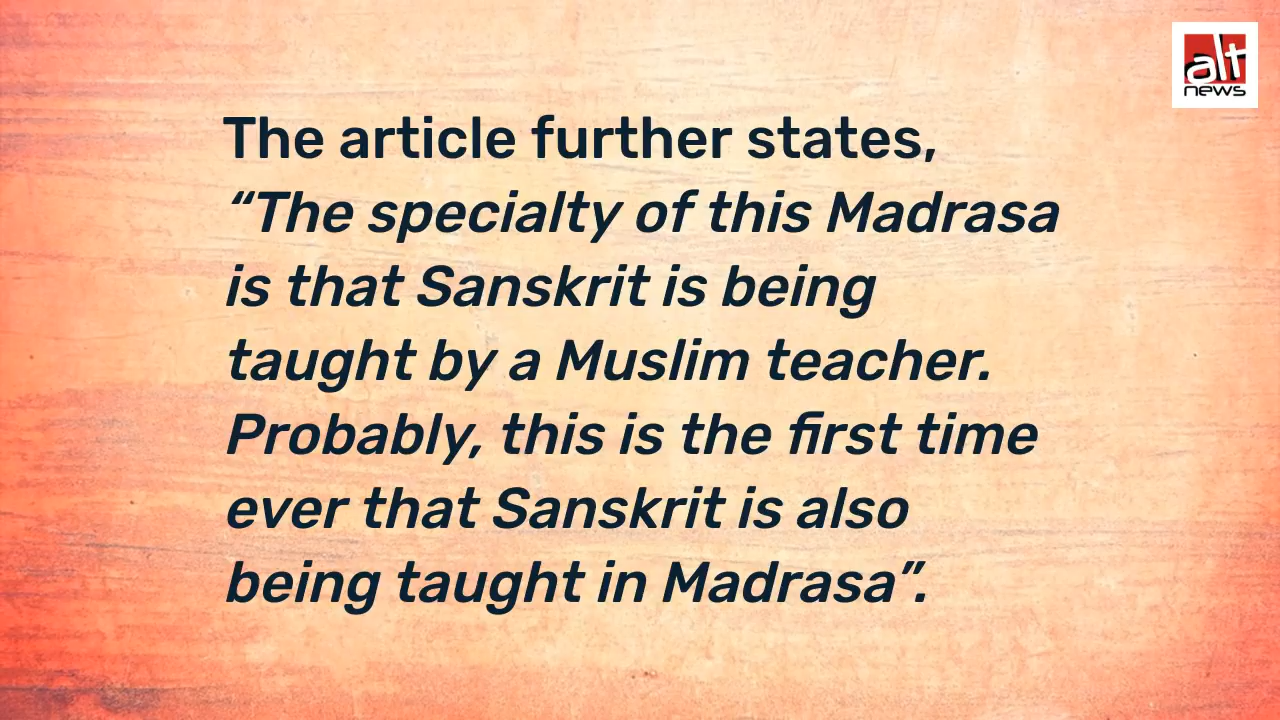 alt
news
The article further states,
“The specialty of this Madrasa
is that Sanskrit is being
taught by a Muslim teacher.
Probably, this is the first time
ever that Sanskrit is also
being taught in Madrasa”.